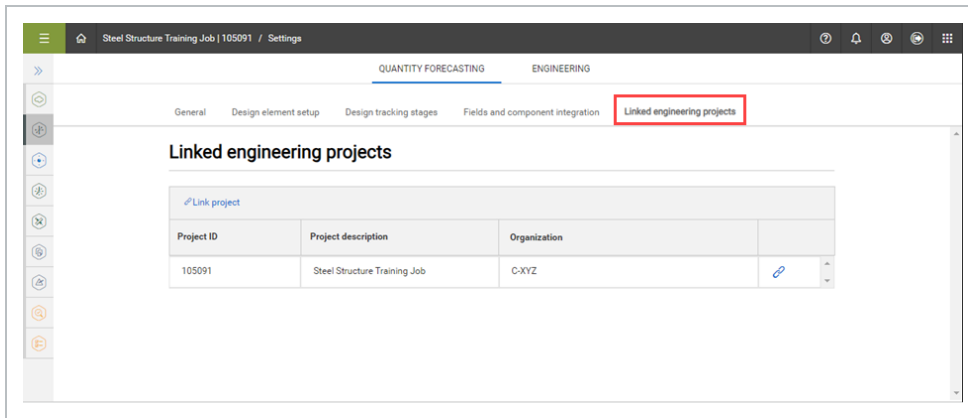 Steel Structure Training Job | 105091 / Settings
QUANTITY FORECASTING ENGINEERING
General Design element setup Design tracking stages Fields and component integration Linked engineering projects
Linked engineering projects
Link project
Project ID Project description Organization
105091 Steel Structure Training Job C-XYZ